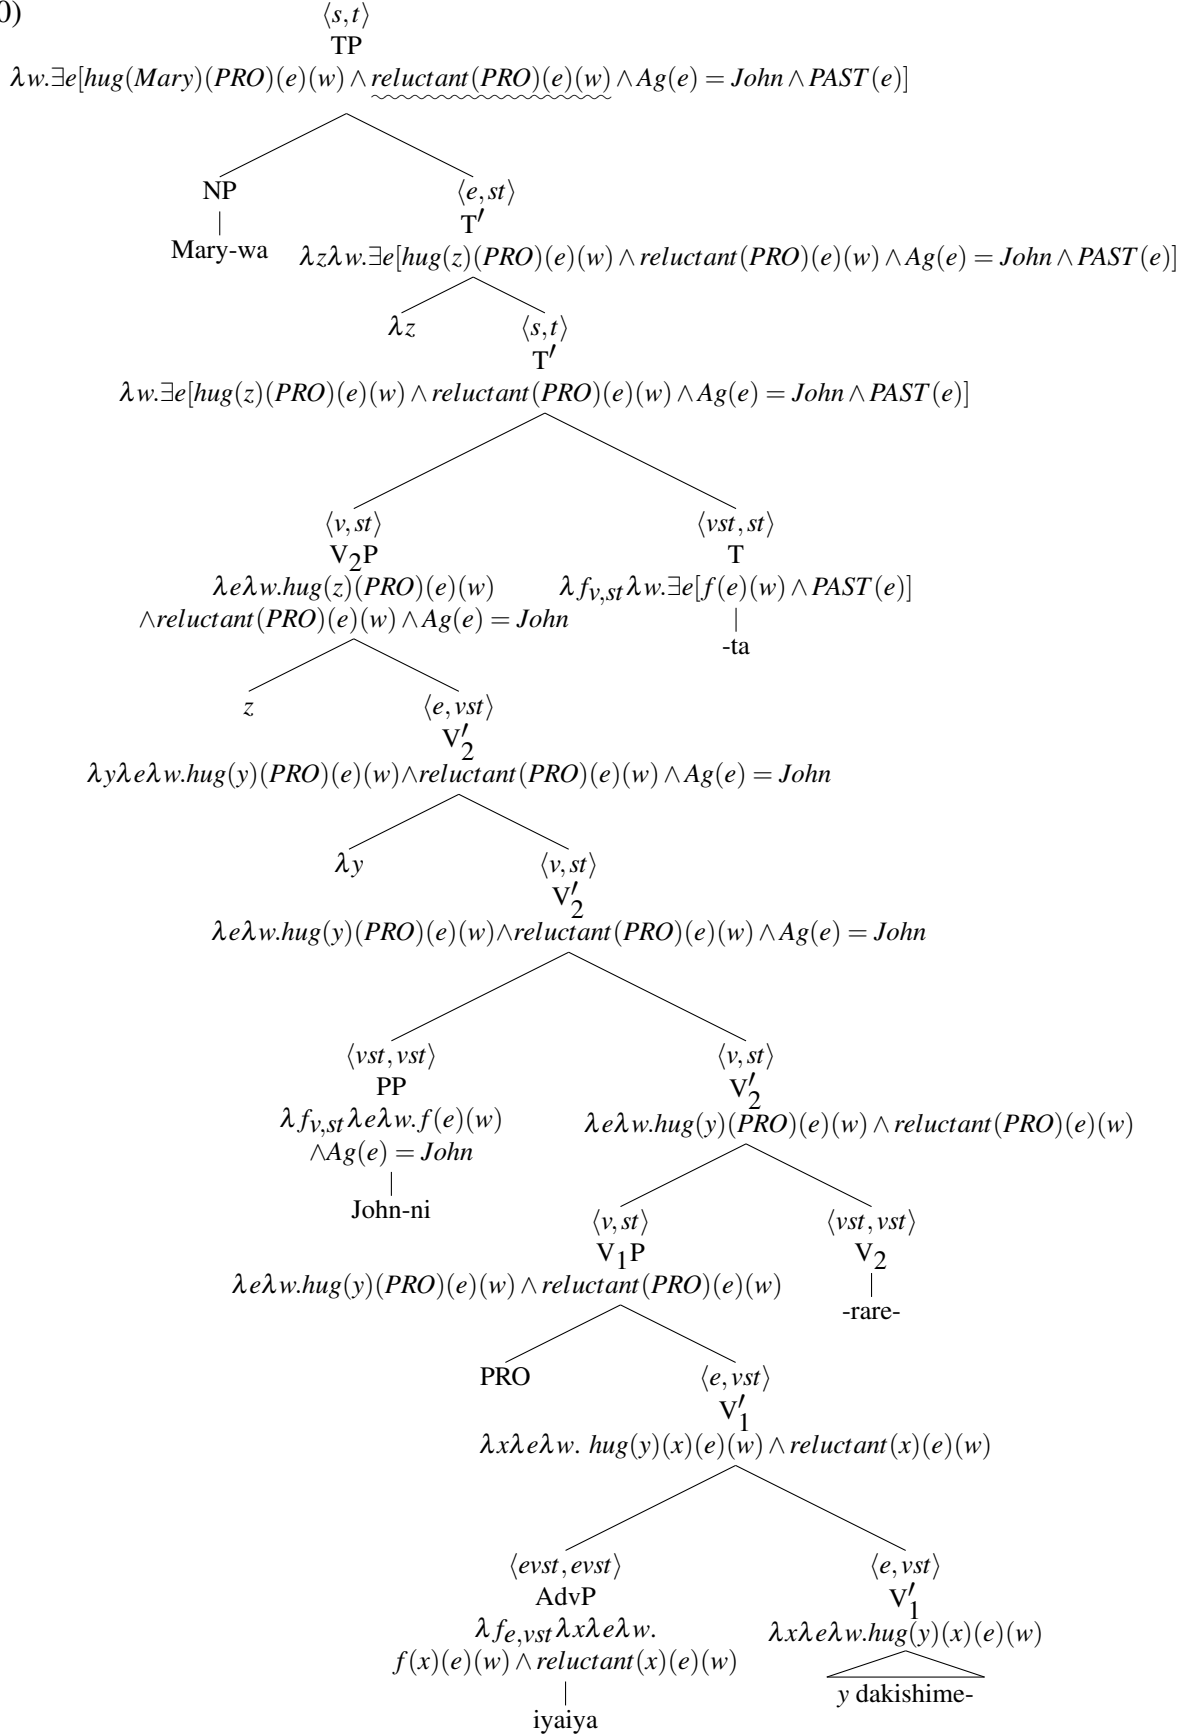 0)
⟨s,t⟩
TP
λw.∃e[hug(Mary)(PRO)(e)(w) ∧ reluctant(PRO)(e)(w) ∧ Ag(e) = John ∧ PAST(e)]
NP ⟨e,st⟩
T′
Mary-wa λzλw.∃e[hug(z)(PRO)(e)(w) ∧ reluctant(PRO)(e)(w) ∧ Ag(e) = John ∧ PAST(e)]
λz ⟨s,t⟩
T′
λw.∃e[hug(z)(PRO)(e)(w) ∧ reluctant(PRO)(e)(w) ∧ Ag(e) = John ∧ PAST(e)]
⟨v,st⟩ ⟨vst,st⟩
V₂P T
λeλw.hug(z)(PRO)(e)(w) λf_{v,st}λw.∃e[f(e)(w) ∧ PAST(e)]
∧reluctant(PRO)(e)(w) ∧ Ag(e) = John
-ta
z ⟨e,vst⟩
V′₂
λyλeλw.hug(y)(PRO)(e)(w)∧reluctant(PRO)(e)(w) ∧ Ag(e) = John
λy ⟨v,st⟩
V′₂
λeλw.hug(y)(PRO)(e)(w)∧reluctant(PRO)(e)(w) ∧ Ag(e) = John
⟨vst,vst⟩ ⟨v,st⟩
PP V′₂
λf_{v,st}λeλw.f(e)(w) λeλw.hug(y)(PRO)(e)(w) ∧ reluctant(PRO)(e)(w)
∧Ag(e) = John
John-ni
⟨v,st⟩ ⟨vst,vst⟩
V₁P V₂
λeλw.hug(y)(PRO)(e)(w) ∧ reluctant(PRO)(e)(w)
-rare-
PRO ⟨e,vst⟩
V′₁
λxλeλw. hug(y)(x)(e)(w) ∧ reluctant(x)(e)(w)
⟨evst,evst⟩ ⟨e,vst⟩
AdvP V′₁
λf_{e,vst}λxλeλw. λxλeλw.hug(y)(x)(e)(w)
f(x)(e)(w) ∧ reluctant(x)(e)(w)
y dakishime-
iyaiya